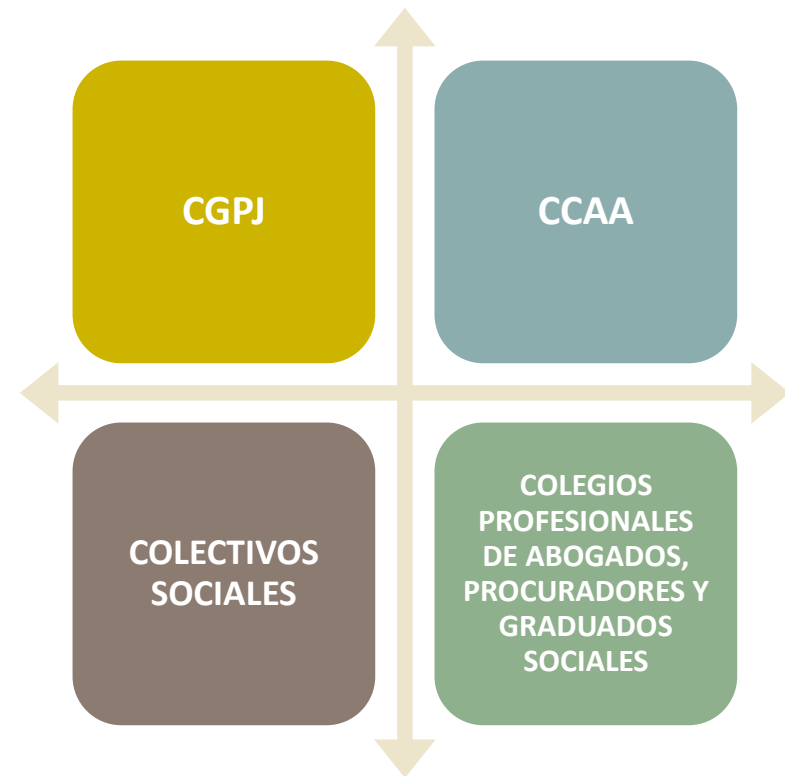 CGPJ
CCAA
COLECTIVOS
SOCIALES
COLEGIOS
PROFESIONALES
DE ABOGADOS,
PROCURADORES Y
GRADUADOS
SOCIALES